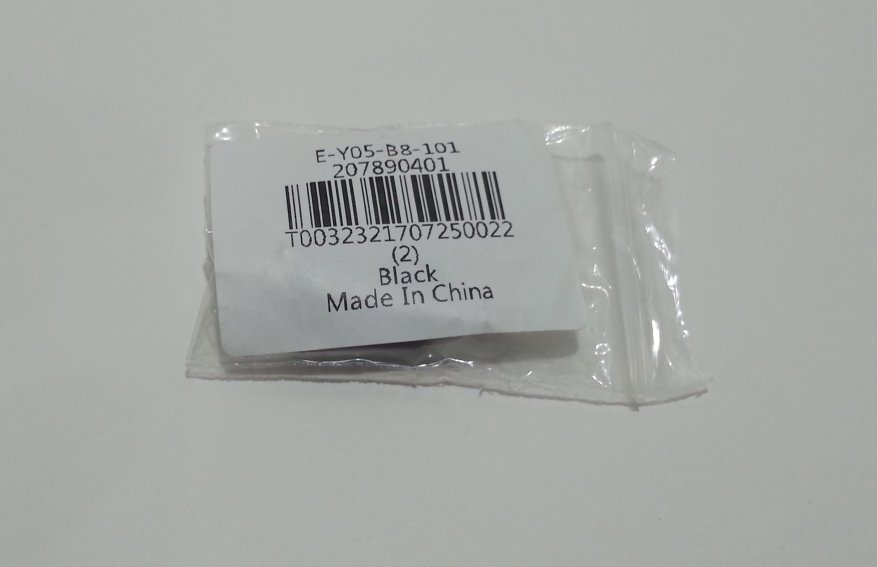 E-Y05-B8-101
207890401
T0032321707250022
(2)
Black
Made In China